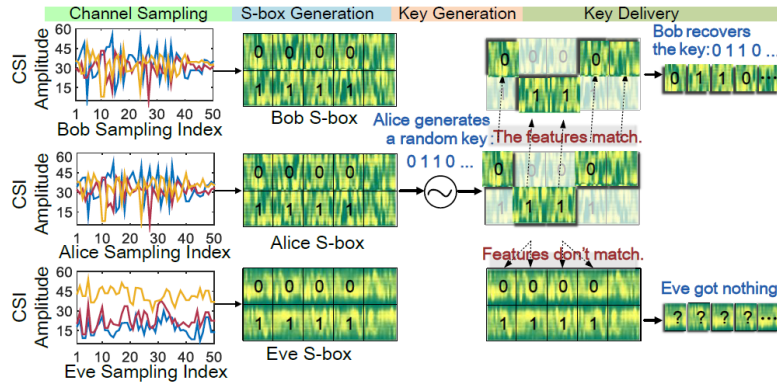 Channel Sampling S-box Generation Key Generation Key Delivery
CSI Amplitude
60
45
30
15
1 10 20 30 40 50
Bob Sampling Index
0 0 0 0
1 1 1 1
Bob S-box
0 0 0 0
1 1
Bob recovers
the key: 0 1 1 0 ...
0 1 1 0 ...
Alice generates
a random key:
0 1 1 0 ...
The features match.
CSI Amplitude
60
45
30
15
1 10 20 30 40 50
Alice Sampling Index
0 0 0 0
1 1 1 1
Alice S-box
0 0 0 0
1 1
Features don't match.
CSI Amplitude
60
45
30
15
1 10 20 30 40 50
Eve Sampling Index
0 0 0 0
1 1 1 1
Eve S-box
0 0 0 0
1 1 1 1
Eve got nothing
? ? ? ? ...